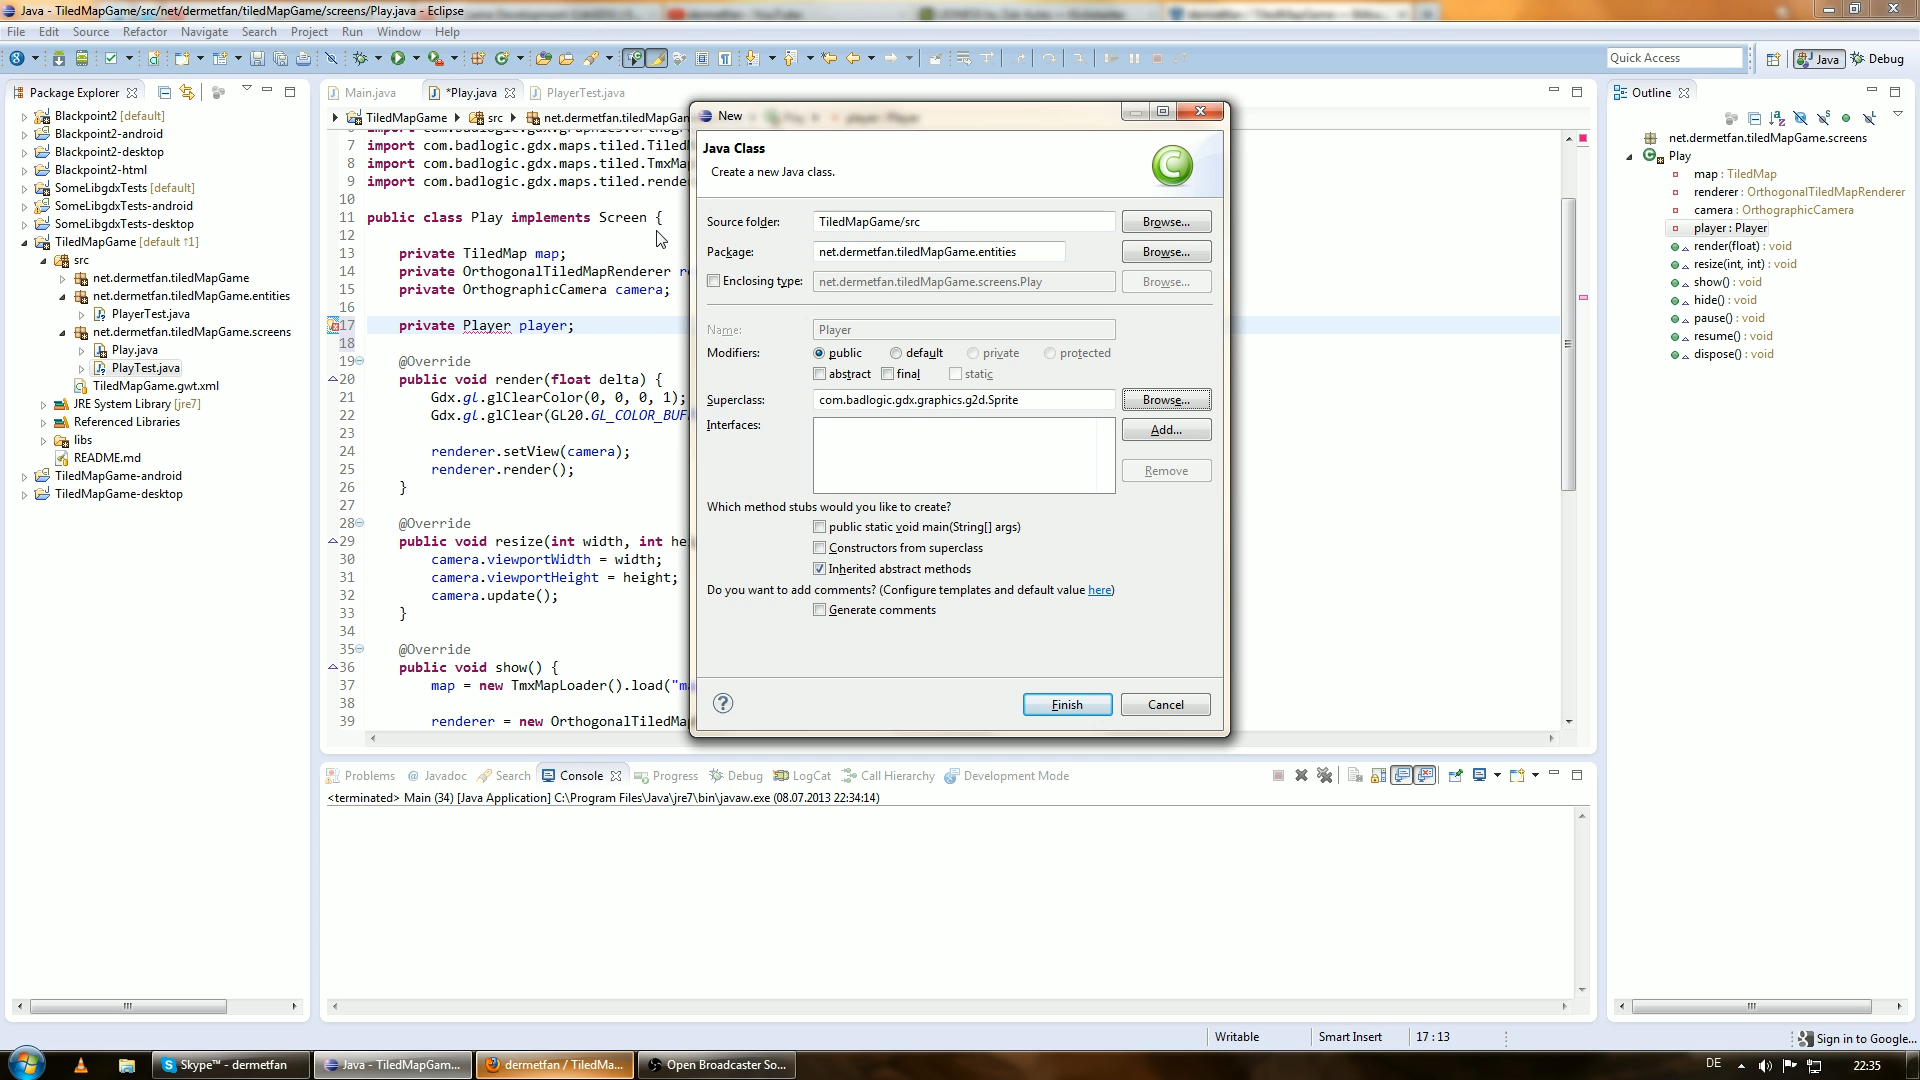 Java - TiledMapGame/src/net/dermetfan/tiledMapGame/screens/Play.java - Eclipse
File Edit Source Refactor Navigate Search Project Run Window Help
Quick Access
Java
Debug
Package Explorer
Blackpoint2 [default]
Blackpoint2-android
Blackpoint2-desktop
Blackpoint2-html
SomeLibgdxTests [default]
SomeLibgdxTests-android
SomeLibgdxTests-desktop
TiledMapGame [default ↑1]
src
net.dermetfan.tiledMapGame
net.dermetfan.tiledMapGame.entities
PlayerTest.java
net.dermetfan.tiledMapGame.screens
Play.java
PlayTest.java
TiledMapGame.gwt.xml
JRE System Library [jre7]
Referenced Libraries
libs
README.md
TiledMapGame-android
TiledMapGame-desktop
Main.java
*Play.java
PlayerTest.java
TiledMapGame
src
net.dermetfan.tiledMapGan
7 import com.badlogic.gdx.maps.tiled.Tiled
8 import com.badlogic.gdx.maps.tiled.TmxMa
9 import com.badlogic.gdx.maps.tiled.rende
10
11 public class Play implements Screen {
12
13 private TiledMap map;
14 private OrthogonalTiledMapRenderer re
15 private OrthographicCamera camera;
16
17 private Player player;
18
19 @Override
20 public void render(float delta) {
21 Gdx.gl.glClearColor(0, 0, 0, 1);
22 Gdx.gl.glClear(GL20.GL_COLOR_BUF
23
24 renderer.setView(camera);
25 renderer.render();
26 }
27
28 @Override
29 public void resize(int width, int hei
30 camera.viewportWidth = width;
31 camera.viewportHeight = height;
32 camera.update();
33 }
34
35 @Override
36 public void show() {
37 map = new TmxMapLoader().load("ma
38
39 renderer = new OrthogonalTiledMa
New
Java Class
Create a new Java class.
Source folder: TiledMapGame/src Browse...
Package: net.dermetfan.tiledMapGame.entities Browse...
Enclosing type: net.dermetfan.tiledMapGame.screens.Play Browse...
Name: Player
Modifiers: public default private protected
abstract final static
Superclass: com.badlogic.gdx.graphics.g2d.Sprite Browse...
Interfaces: Add...
Remove
Which method stubs would you like to create?
public static void main(String[] args)
Constructors from superclass
Inherited abstract methods
Do you want to add comments? (Configure templates and default value here)
Generate comments
Finish Cancel
Outline
net.dermetfan.tiledMapGame.screens
Play
map : TiledMap
renderer : OrthogonalTiledMapRenderer
camera : OrthographicCamera
player : Player
render(float) : void
resize(int, int) : void
show() : void
hide() : void
pause() : void
resume() : void
dispose() : void
Problems @ Javadoc Search Console Progress Debug LogCat Call Hierarchy Development Mode
<terminated> Main (34) [Java Application] C:\Program Files\Java\jre7\bin\javaw.exe (08.07.2013 22:34:14)
Writable Smart Insert 17 : 13
Sign in to Google...
Skype™ - dermetfan
Java - TiledMapGam...
dermetfan / TiledMa...
Open Broadcaster So...
DE
22:35